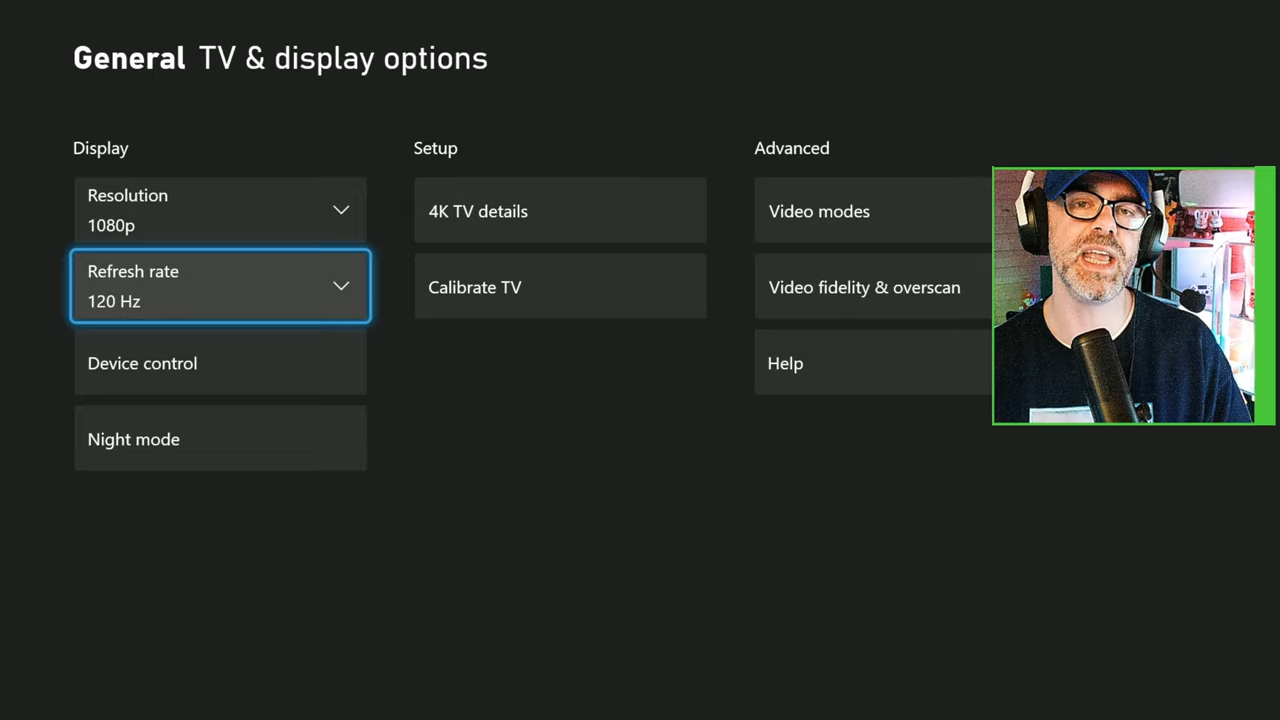 General TV & display options
Display
Resolution
1080p
Refresh rate
120 Hz
Device control
Night mode
Setup
4K TV details
Calibrate TV
Advanced
Video modes
Video fidelity & overscan
Help